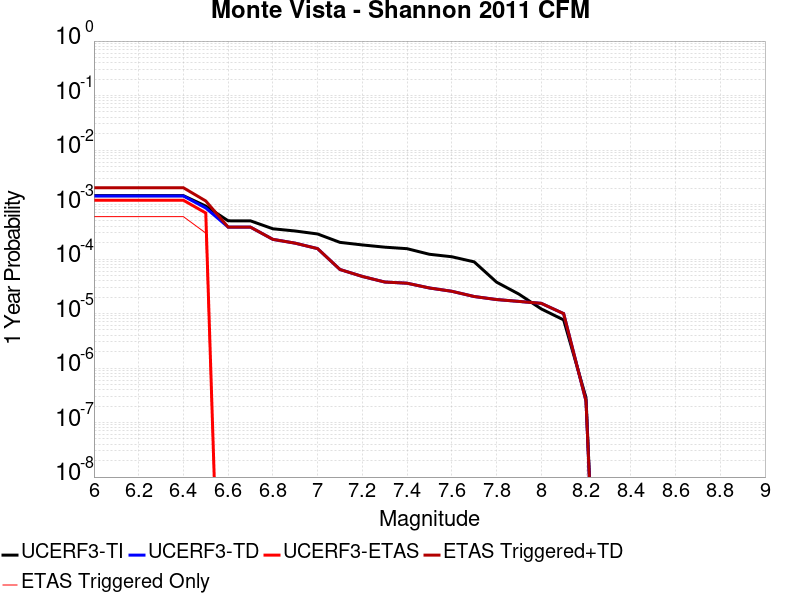 Monte Vista - Shannon 2011 CFM
10^0
10^-1
10^-2
10^-3
10^-4
10^-5
10^-6
10^-7
10^-8
1 Year Probability
6 6.2 6.4 6.6 6.8 7 7.2 7.4 7.6 7.8 8 8.2 8.4 8.6 8.8 9
Magnitude
UCERF3-TI UCERF3-TD UCERF3-ETAS ETAS Triggered+TD
ETAS Triggered Only